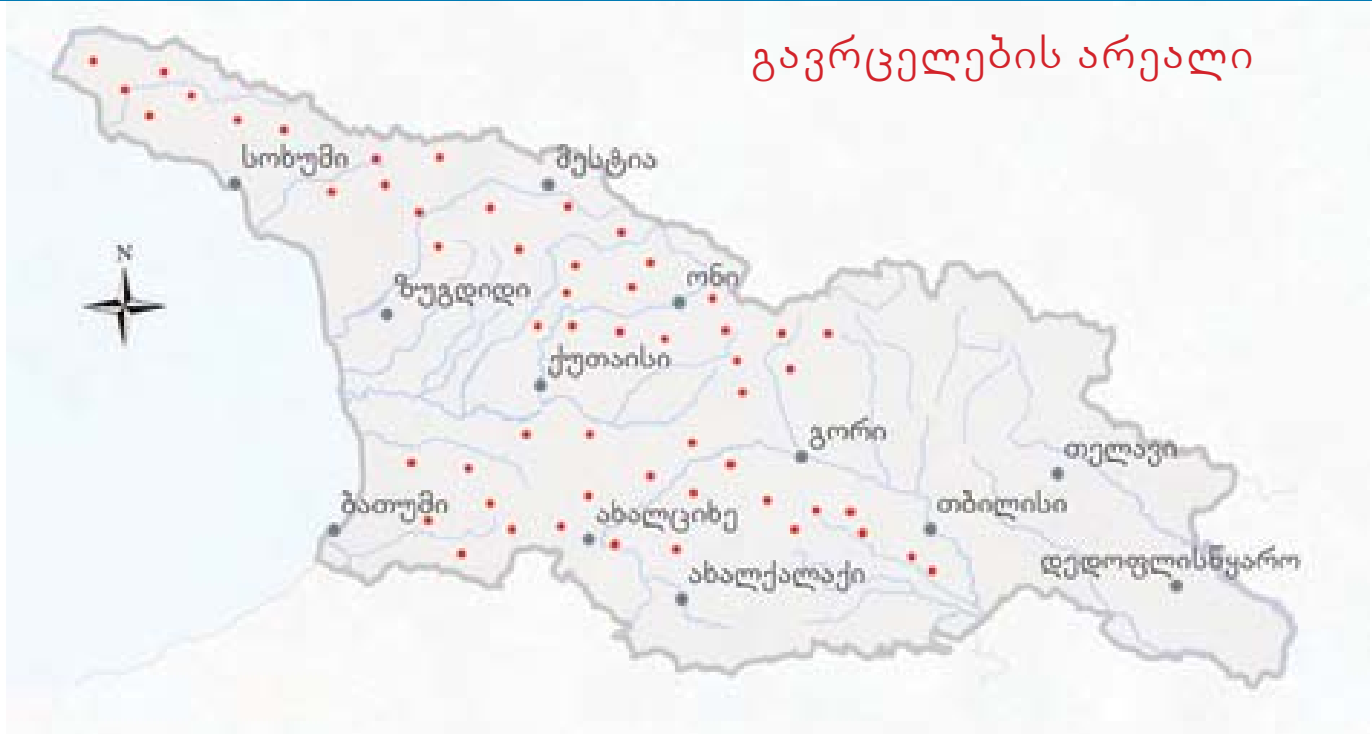 გავრცელების არეალი
სოხუმი
მესტია
N
ზუგდიდი
ონი
ქუთაისი
გორი
თელავი
ბათუმი
ახალციხე
თბილისი
ახალქალაქი
დედოფლისწყარო